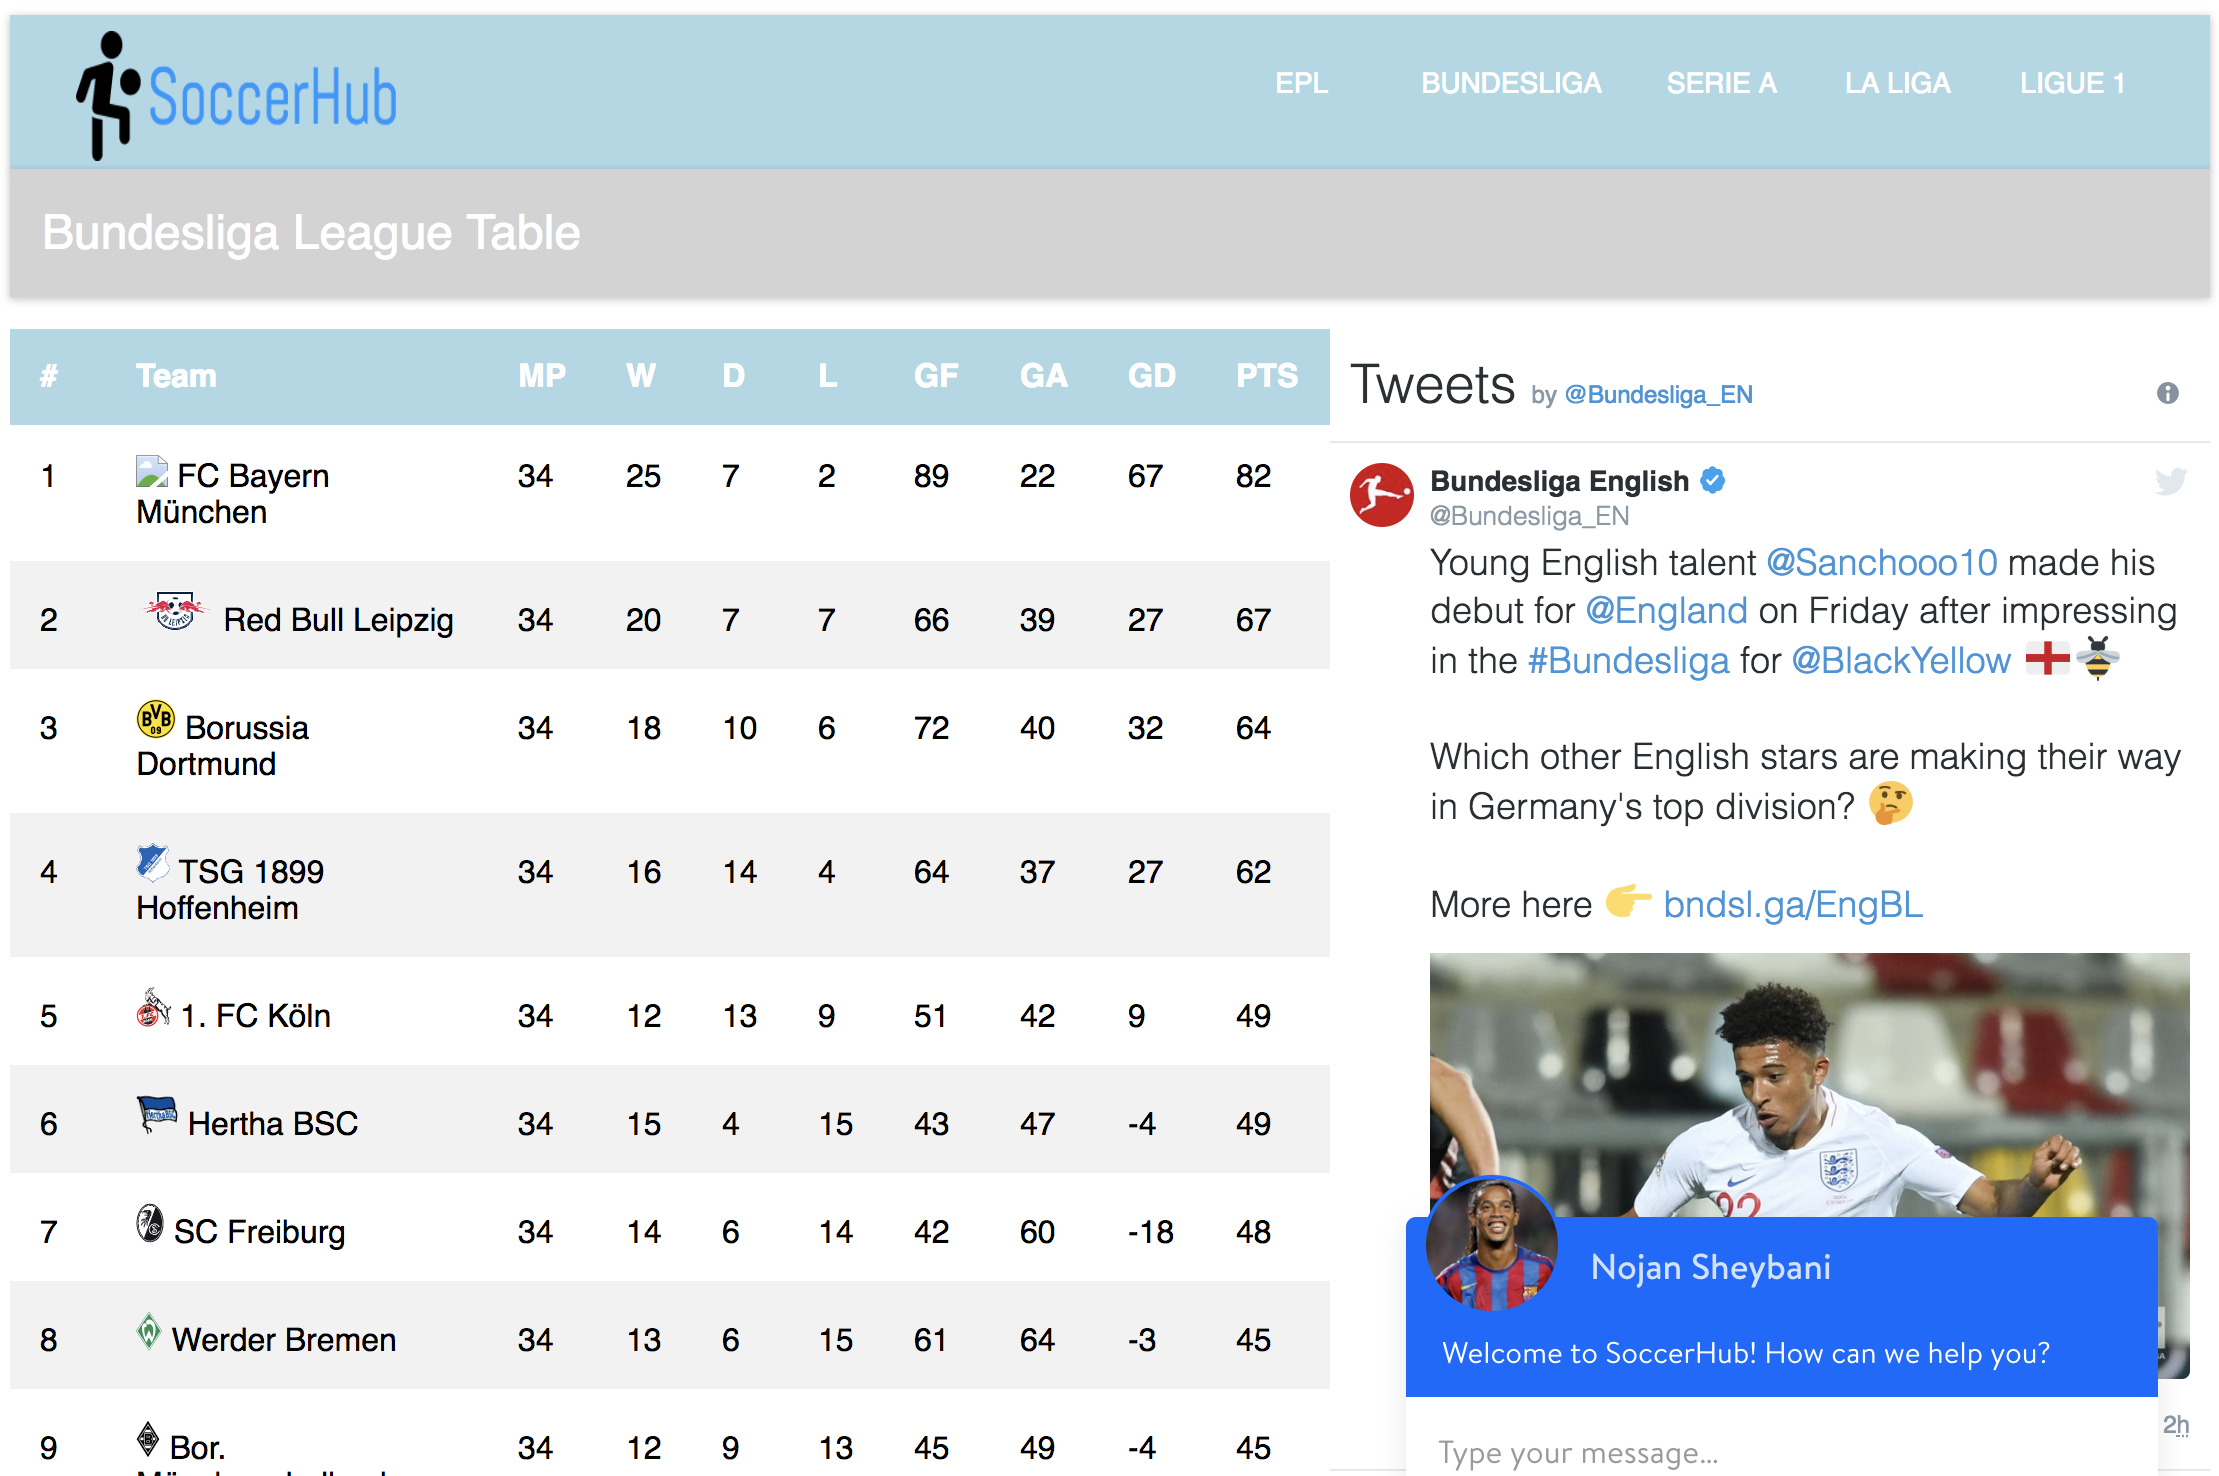 SoccerHub
EPL BUNDESLIGA SERIE A LA LIGA LIGUE 1
Bundesliga League Table
# Team MP W D L GF GA GD PTS
1 FC Bayern München 34 25 7 2 89 22 67 82
2 Red Bull Leipzig 34 20 7 7 66 39 27 67
3 Borussia Dortmund 34 18 10 6 72 40 32 64
4 TSG 1899 Hoffenheim 34 16 14 4 64 37 27 62
5 1. FC Köln 34 12 13 9 51 42 9 49
6 Hertha BSC 34 15 4 15 43 47 -4 49
7 SC Freiburg 34 14 6 14 42 60 -18 48
8 Werder Bremen 34 13 6 15 61 64 -3 45
9 Bor. 34 12 9 13 45 49 -4 45
Tweets by @Bundesliga_EN
Bundesliga English
@Bundesliga_EN
Young English talent @Sanchooo10 made his
debut for @England on Friday after impressing
in the #Bundesliga for @BlackYellow
Which other English stars are making their way
in Germany's top division?
More here bndsl.ga/EngBL
22
Nojan Sheybani
Welcome to SoccerHub! How can we help you?
2h
Type your message...